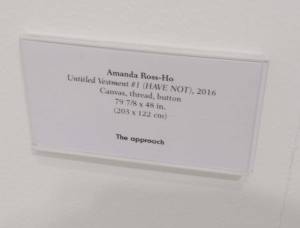 Amanda Ross-Ho
Untitled Vestment #1 (HAVE NOT), 2016
Canvas, thread, button
79 7/8 x 48 in.
(203 x 122 cm)
The approach